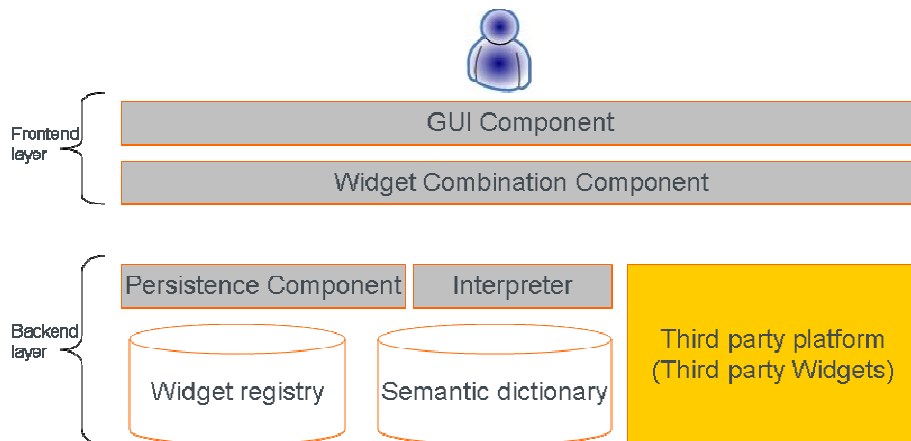 GUI Component
Frontend
layer
Widget Combination Component
Persistence Component
Interpreter
Backend
layer
Widget registry
Semantic dictionary
Third party platform
(Third party Widgets)